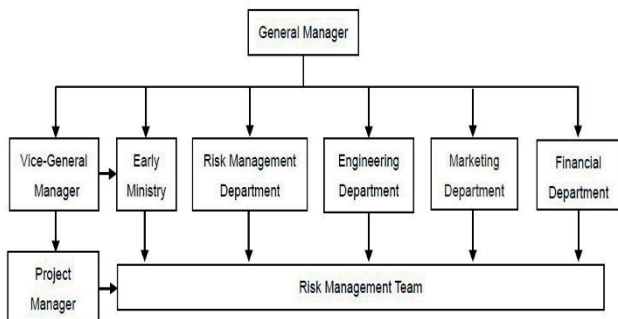 General Manager
Vice-General
Manager
Early
Ministry
Risk Management
Department
Engineering
Department
Marketing
Department
Financial
Department
Project
Manager
Risk Management Team